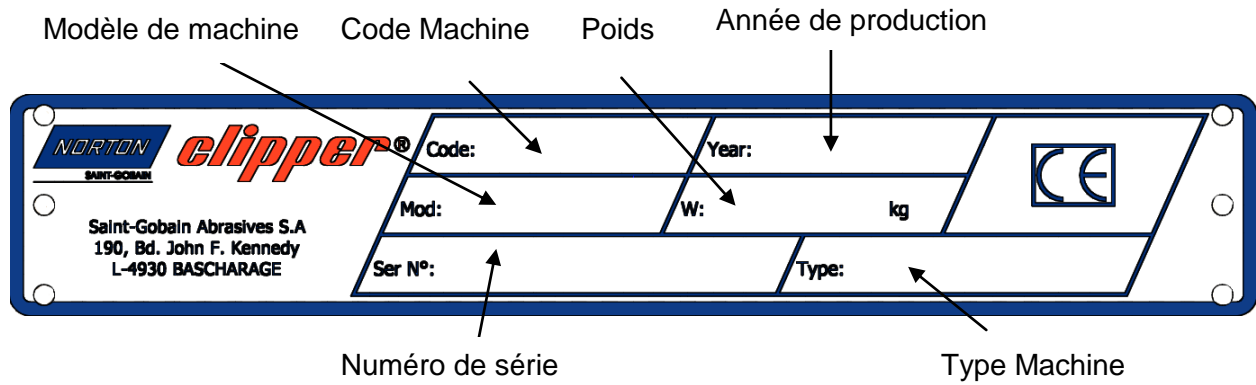 Modèle de machine Code Machine Poids Année de production
NORTON clipper®
SAINT-GOBAIN
Code: Year:
Mod: W: kg
CE
Saint-Gobain Abrasives S.A
190, Bd. John F. Kennedy
L-4930 BASCHARAGE
Ser Nº: Type:
Numéro de série Type Machine